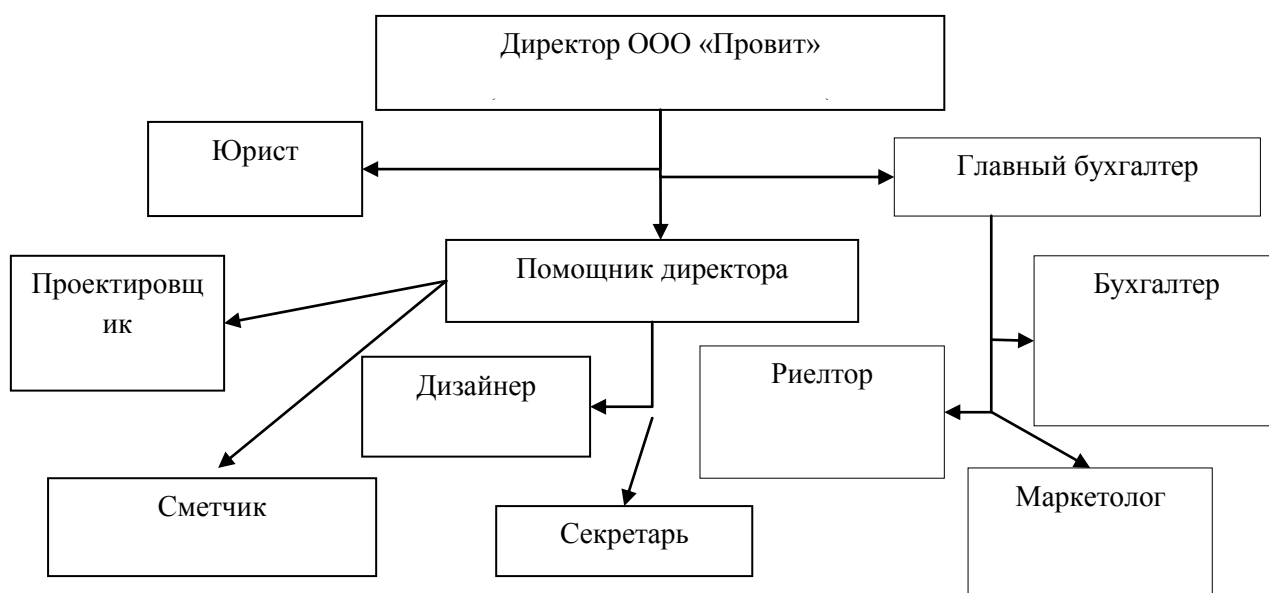 Директор ООО «Провит»
Юрист
Главный бухгалтер
Помощник директора
Проектировщ
ик
Бухгалтер
Дизайнер
Риелтор
Сметчик
Секретарь
Маркетолог